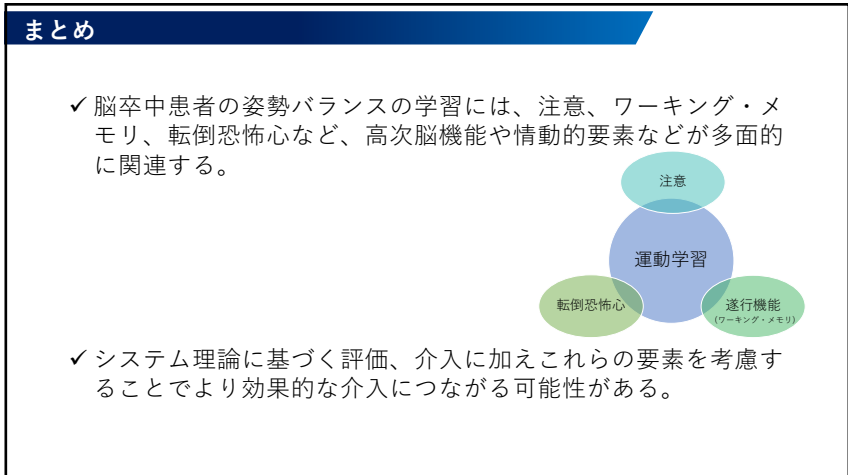 まとめ
✓脳卒中患者の姿勢バランスの学習には、注意、ワーキング・メ
モリ、転倒恐怖心など、高次脳機能や情動的要素などが多面的
に関連する。
注意
運動学習
転倒恐怖心
遂行機能
(ワーキング・メモリ)
✓システム理論に基づく評価、介入に加えこれらの要素を考慮す
ることでより効果的な介入につながる可能性がある。